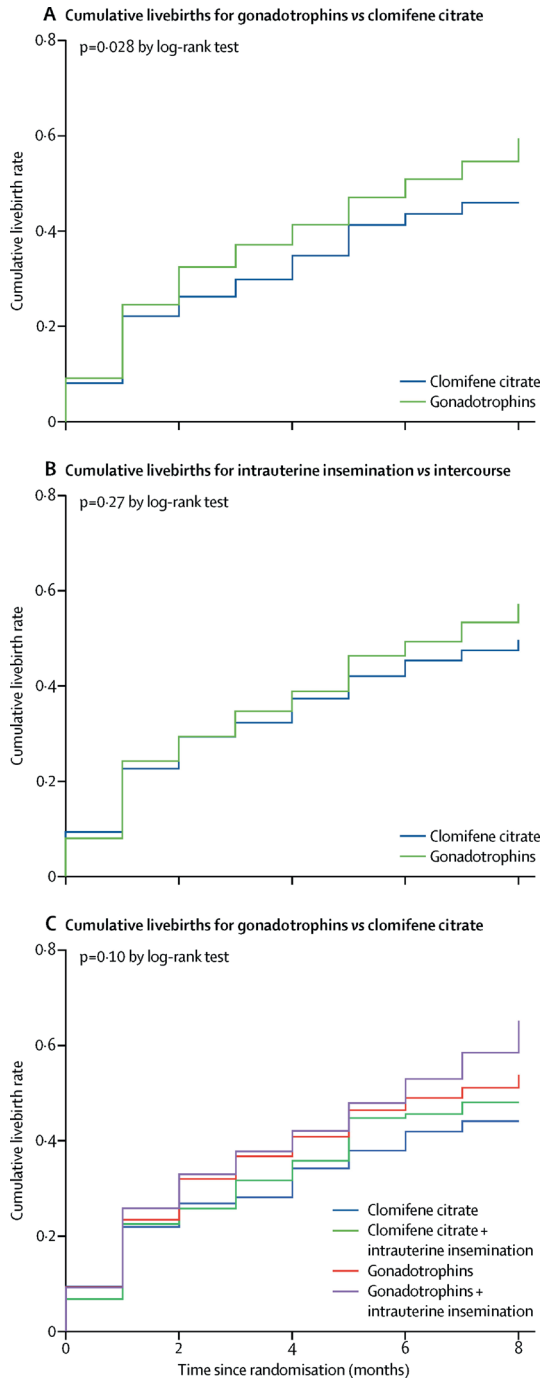 A Cumulative livebirths for gonadotrophins vs clomifene citrate
0·8
p=0·028 by log-rank test
0·6
Cumulative livebirth rate
0·4
0·2
Clomifene citrate
Gonadotrophins
0
B Cumulative livebirths for intrauterine insemination vs intercourse
0·8
p=0·27 by log-rank test
0·6
Cumulative livebirth rate
0·4
0·2
Clomifene citrate
Gonadotrophins
0
C Cumulative livebirths for gonadotrophins vs clomifene citrate
0·8
p=0·10 by log-rank test
0·6
Cumulative livebirth rate
0·4
0·2
Clomifene citrate
Clomifene citrate +
intrauterine insemination
Gonadotrophins
Gonadotrophins +
intrauterine insemination
0
0 2 4 6 8
Time since randomisation (months)